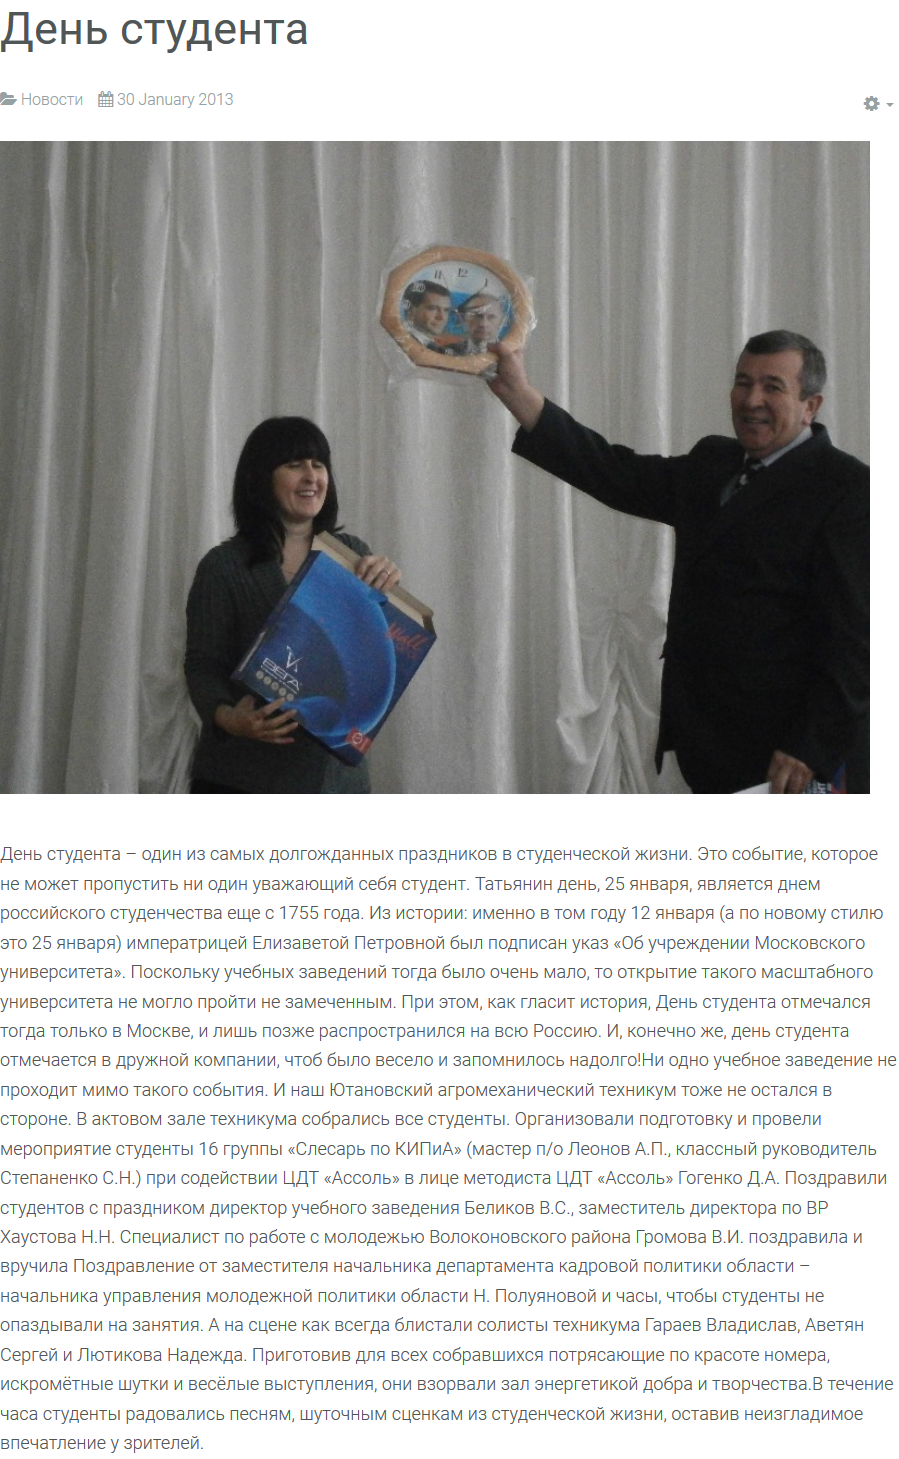 День студента
Новости 30 January 2013
11 12 1
Wall
ВЕГА
День студента – один из самых долгожданных праздников в студенческой жизни. Это событие, которое
не может пропустить ни один уважающий себя студент. Татьянин день, 25 января, является днем
российского студенчества еще с 1755 года. Из истории: именно в том году 12 января (а по новому стилю
это 25 января) императрицей Елизаветой Петровной был подписан указ «Об учреждении Московского
университета». Поскольку учебных заведений тогда было очень мало, то открытие такого масштабного
университета не могло пройти не замеченным. При этом, как гласит история, День студента отмечался
тогда только в Москве, и лишь позже распространился на всю Россию. И, конечно же, день студента
отмечается в дружной компании, чтоб было весело и запомнилось надолго!Ни одно учебное заведение не
проходит мимо такого события. И наш Ютановский агромеханический техникум тоже не остался в
стороне. В актовом зале техникума собрались все студенты. Организовали подготовку и провели
мероприятие студенты 16 группы «Слесарь по КИПиА» (мастер п/о Леонов А.П., классный руководитель
Степаненко С.Н.) при содействии ЦДТ «Ассоль» в лице методиста ЦДТ «Ассоль» Гогенко Д.А. Поздравили
студентов с праздником директор учебного заведения Беликов В.С., заместитель директора по ВР
Хаустова Н.Н. Специалист по работе с молодежью Волоконовского района Громова В.И. поздравила и
вручила Поздравление от заместителя начальника департамента кадровой политики области –
начальника управления молодежной политики области Н. Полуяновой и часы, чтобы студенты не
опаздывали на занятия. А на сцене как всегда блистали солисты техникума Гараев Владислав, Аветян
Сергей и Лютикова Надежда. Приготовив для всех собравшихся потрясающие по красоте номера,
искромётные шутки и весёлые выступления, они взорвали зал энергетикой добра и творчества.В течение
часа студенты радовались песням, шуточным сценкам из студенческой жизни, оставив неизгладимое
впечатление у зрителей.